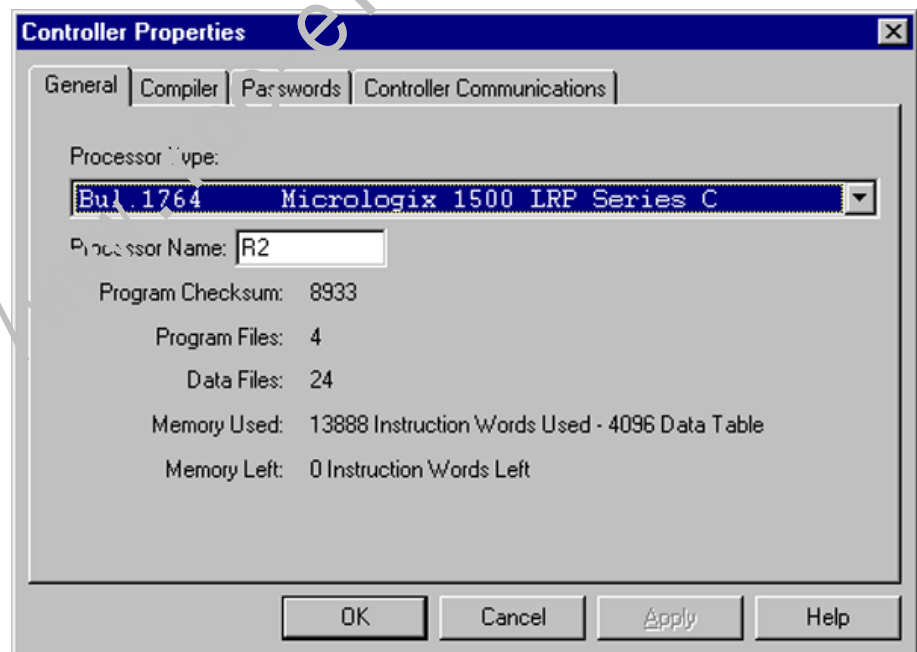 Controller Properties
General Compiler Passwords Controller Communications
Processor Type:
Bul.1764 Micrologix 1500 LRP Series C
Processor Name: R2
Program Checksum: 8933
Program Files: 4
Data Files: 24
Memory Used: 13888 Instruction Words Used - 4096 Data Table
Memory Left: 0 Instruction Words Left
OK Cancel Apply Help